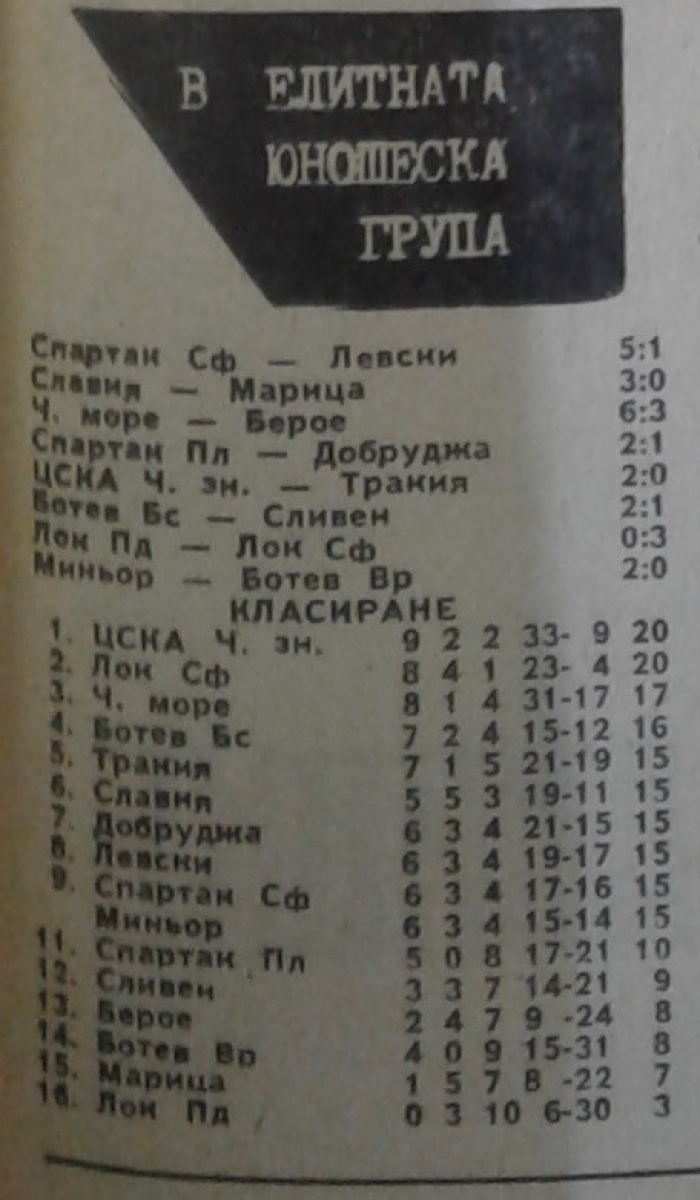 В ЕЛИТНАТА
ЮНОШЕСКА
ГРУПА
Спартак Сф — Левски 5:1
Славия — Марица 3:0
Ч. море — Берое 6:3
Спартак Пл — Добруджа 2:1
ЦСКА Ч. зн. — Тракия 2:0
Ботев Бс — Сливен 2:1
Лок Пд — Лок Сф 0:3
Миньор — Ботев Вр 2:0
КЛАСИРАНЕ
1. ЦСКА Ч. зн. 9 2 2 33- 9 20
2. Лок Сф 8 4 1 23- 4 20
3. Ч. море 8 1 4 31-17 17
4. Ботев Бс 7 2 4 15-12 16
5. Тракия 7 1 5 21-19 15
6. Славия 5 5 3 19-11 15
7. Добруджа 6 3 4 21-15 15
8. Левски 6 3 4 19-17 15
9. Спартак Сф 6 3 4 17-16 15
Миньор 6 3 4 15-14 15
11. Спартак Пл 5 0 8 17-21 10
12. Сливен 3 3 7 14-21 9
13. Берое 2 4 7 9 -24 8
14. Ботев Вр 4 0 9 15-31 8
15. Марица 1 5 7 8 -22 7
16. Лок Пд 0 3 10 6-30 3